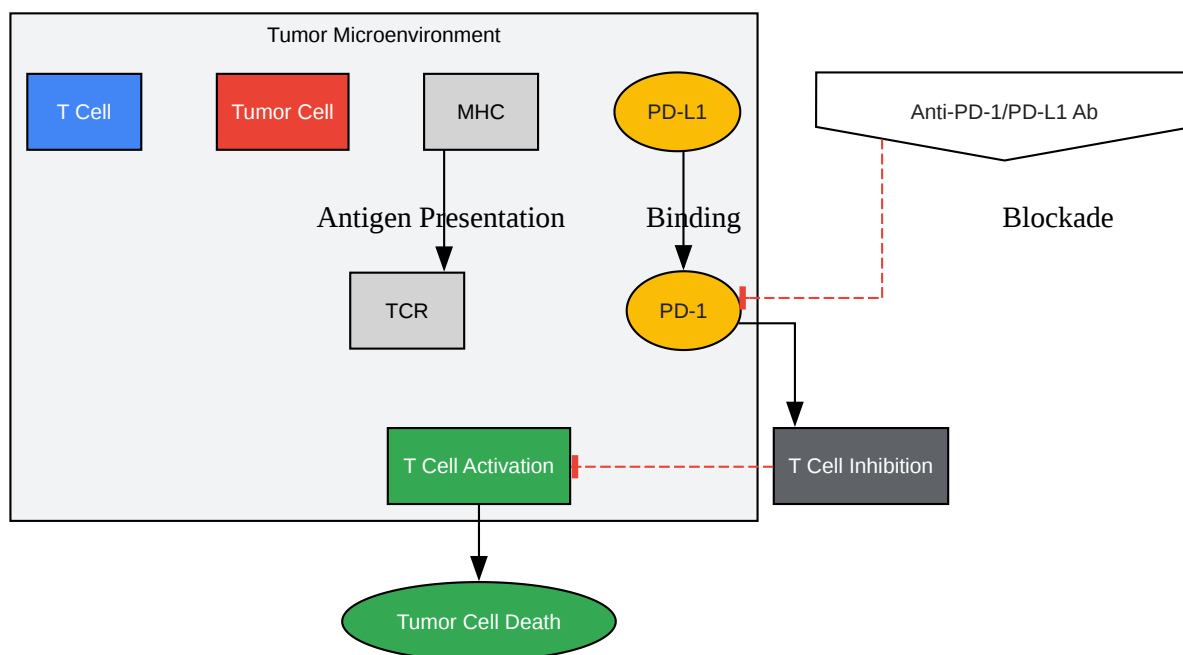 Tumor Microenvironment
T Cell
Tumor Cell
MHC
PD-L1
Anti-PD-1/PD-L1 Ab
Antigen Presentation
Binding
Blockade
TCR
PD-1
T Cell Activation
T Cell Inhibition
Tumor Cell Death